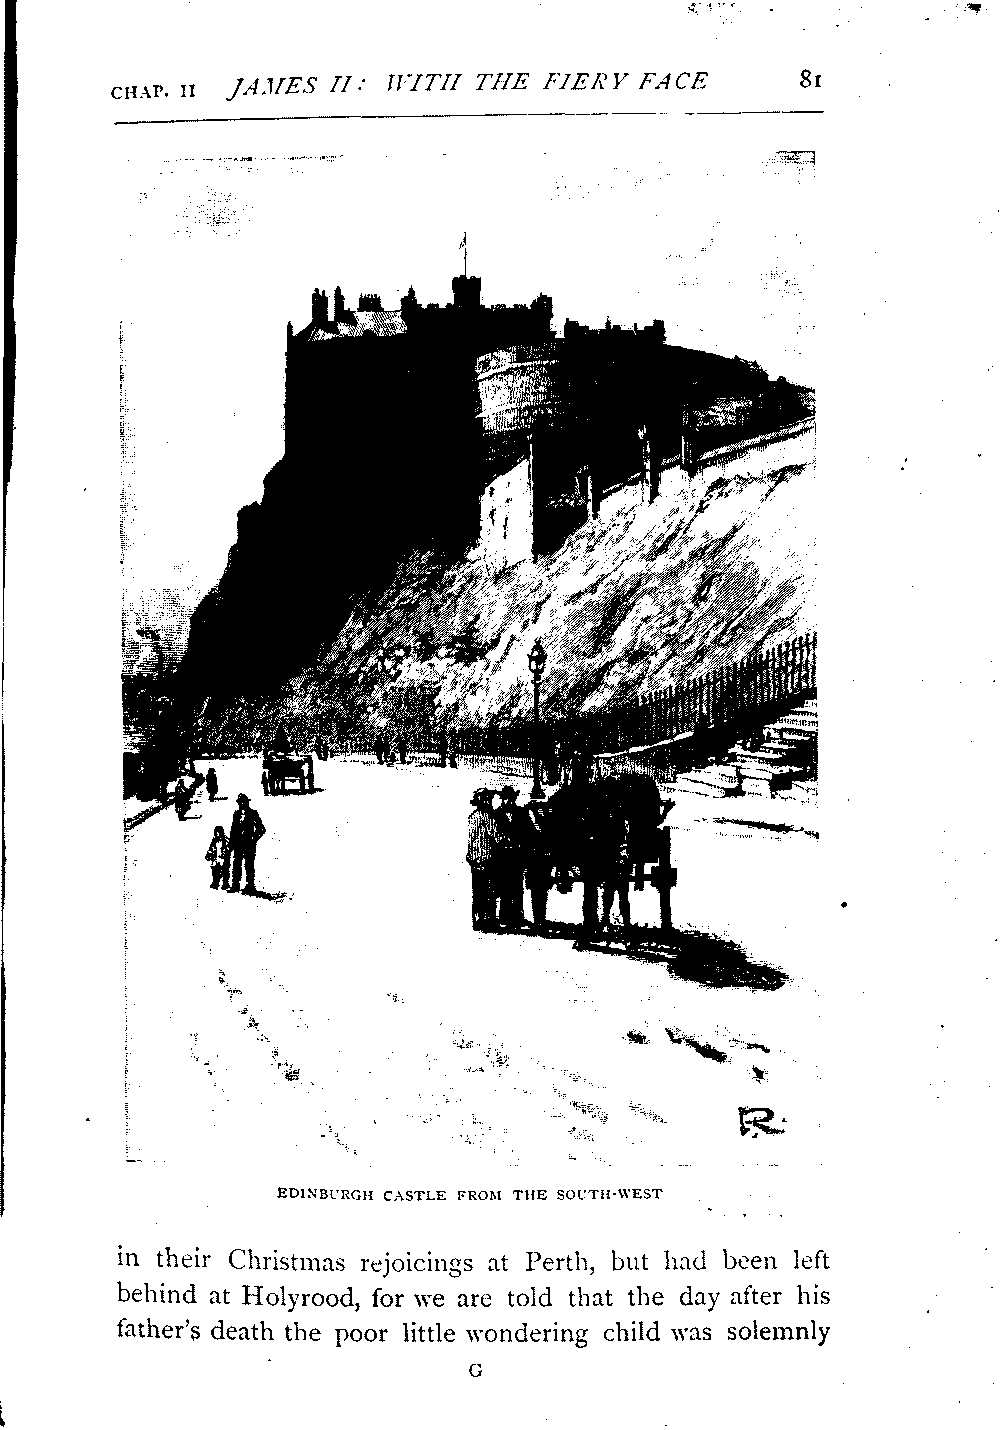 CHAP. II JAMES II: WITH THE FIERY FACE 81
R
EDINBURGH CASTLE FROM THE SOUTH-WEST
in their Christmas rejoicings at Perth, but had been left
behind at Holyrood, for we are told that the day after his
father's death the poor little wondering child was solemnly
G